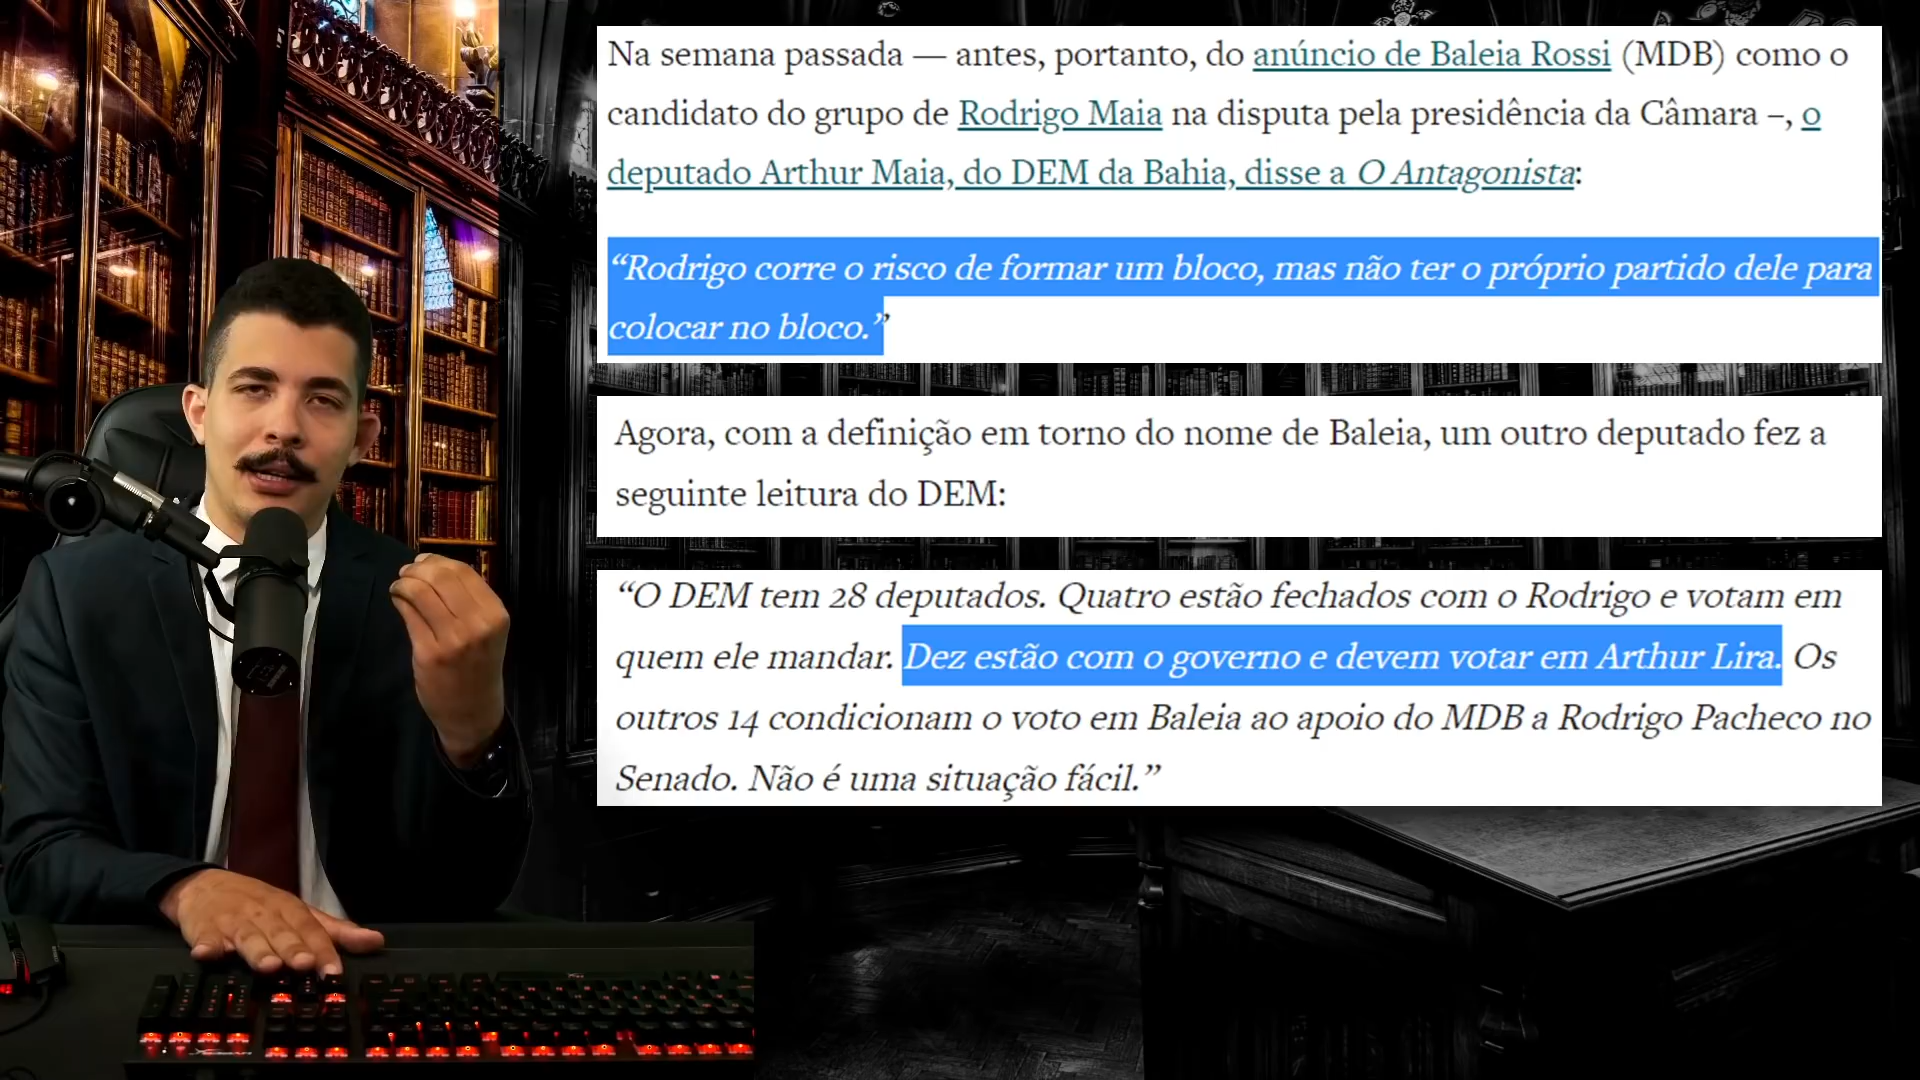 Na semana passada — antes, portanto, do anúncio de Baleia Rossi (MDB) como o
candidato do grupo de Rodrigo Maia na disputa pela presidência da Câmara –, o
deputado Arthur Maia, do DEM da Bahia, disse a O Antagonista:
“Rodrigo corre o risco de formar um bloco, mas não ter o próprio partido dele para
colocar no bloco.”
Agora, com a definição em torno do nome de Baleia, um outro deputado fez a
seguinte leitura do DEM:
“O DEM tem 28 deputados. Quatro estão fechados com o Rodrigo e votam em
quem ele mandar. Dez estão com o governo e devem votar em Arthur Lira. Os
outros 14 condicionam o voto em Baleia ao apoio do MDB a Rodrigo Pacheco no
Senado. Não é uma situação fácil.”